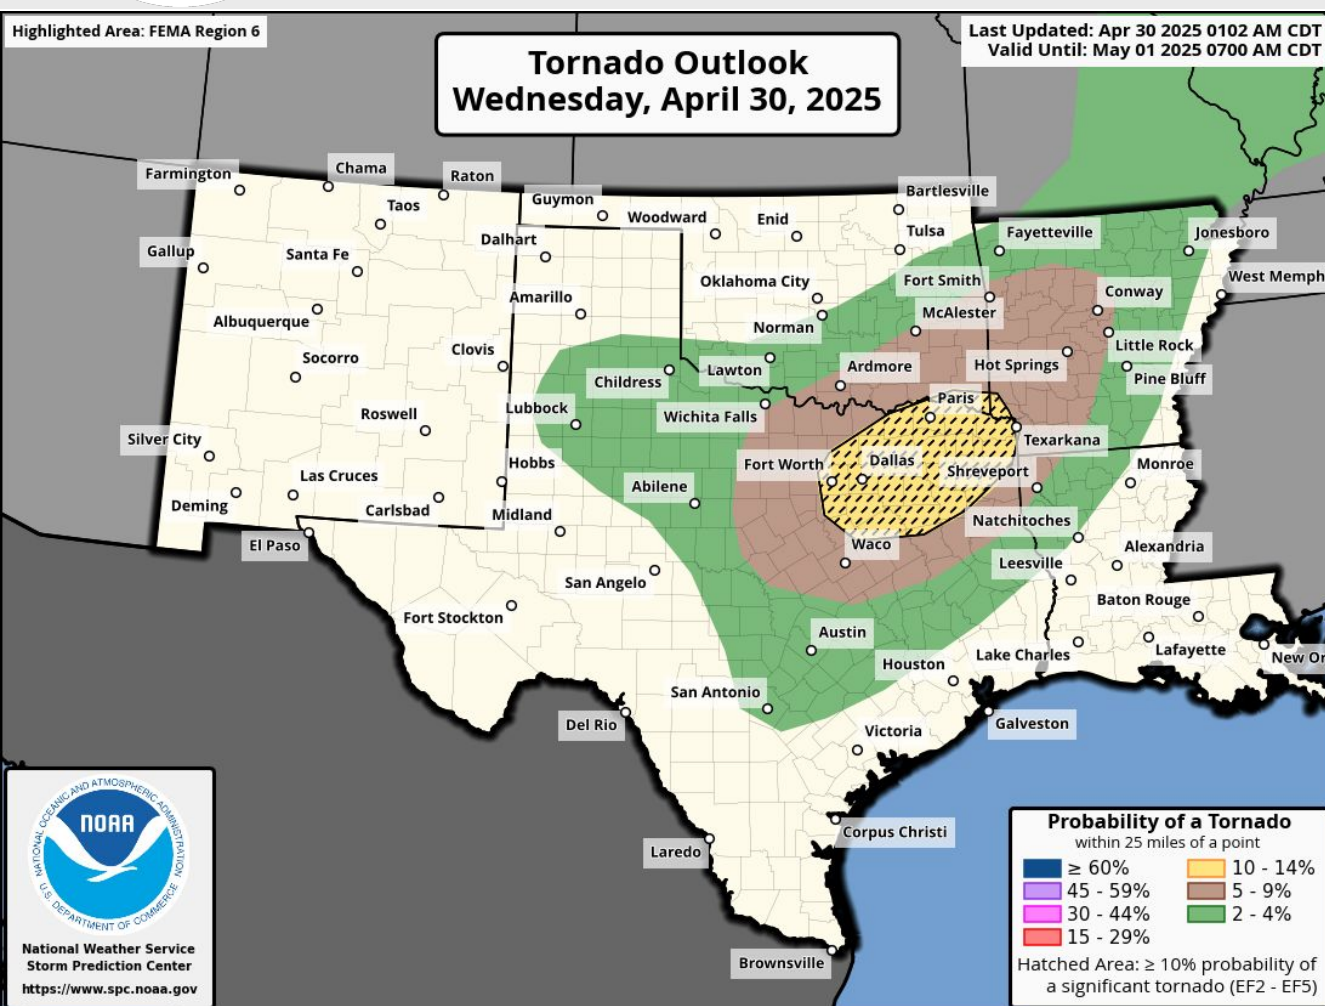 Highlighted Area: FEMA Region 6
Last Updated: Apr 30 2025 0102 AM CDT
Valid Until: May 01 2025 0700 AM CDT
Tornado Outlook
Wednesday, April 30, 2025
Farmington
Chama
Raton
Taos
Guymon
Woodward
Enid
Bartlesville
Tulsa
Fayetteville
Jonesboro
Gallup
Santa Fe
Dalhart
Oklahoma City
Fort Smith
West Memph
Amarillo
Conway
Albuquerque
Norman
McAlester
Socorro
Clovis
Little Rock
Childress
Lawton
Ardmore
Hot Springs
Pine Bluff
Roswell
Lubbock
Wichita Falls
Paris
Silver City
Texarkana
Las Cruces
Hobbs
Fort Worth
Dallas
Shreveport
Monroe
Deming
Carlsbad
Midland
Abilene
Natchitoches
El Paso
Waco
Alexandria
San Angelo
Leesville
Fort Stockton
Baton Rouge
Austin
Houston
Lake Charles
Lafayette
New Or
San Antonio
Del Rio
Victoria
Galveston
Corpus Christi
Laredo
Brownsville
NATIONAL OCEANIC AND ATMOSPHERIC ADMINISTRATION
NOAA
U.S. DEPARTMENT OF COMMERCE
National Weather Service
Storm Prediction Center
https://www.spc.noaa.gov
Probability of a Tornado
within 25 miles of a point
≥ 60%
10 - 14%
45 - 59%
5 - 9%
30 - 44%
2 - 4%
15 - 29%
Hatched Area: ≥ 10% probability of
a significant tornado (EF2 - EF5)